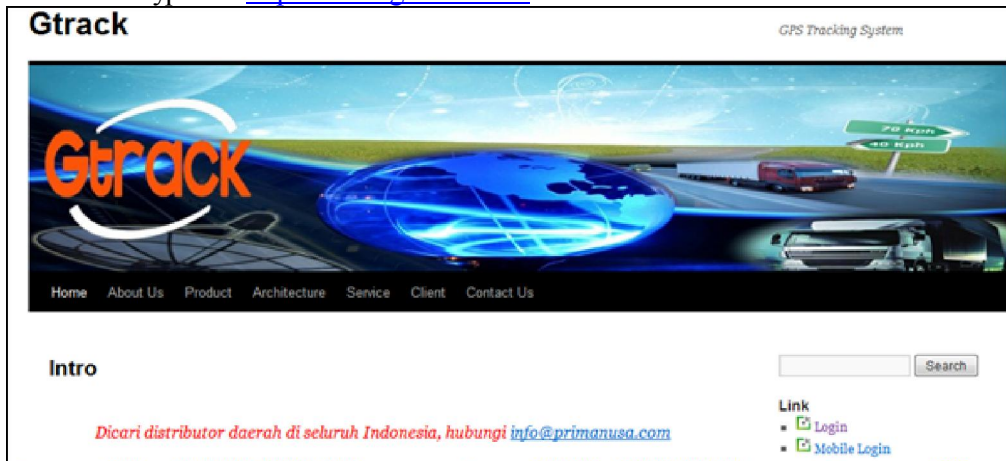 Gtrack
GPS Tracking System
Gtrack
70 Kph
40 Kph
Home About Us Product Architecture Service Client Contact Us
Intro
Search
Dicari distributor daerah di seluruh Indonesia, hubungi info@primanusa.com
Link
Login
Mobile Login